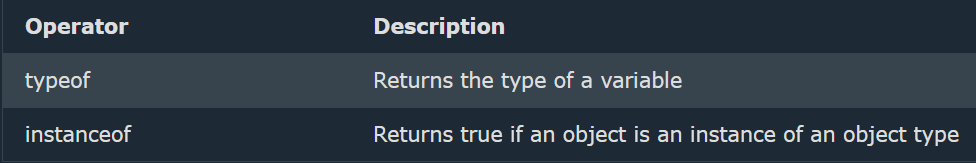 Operator Description
typeof Returns the type of a variable
instanceof Returns true if an object is an instance of an object type